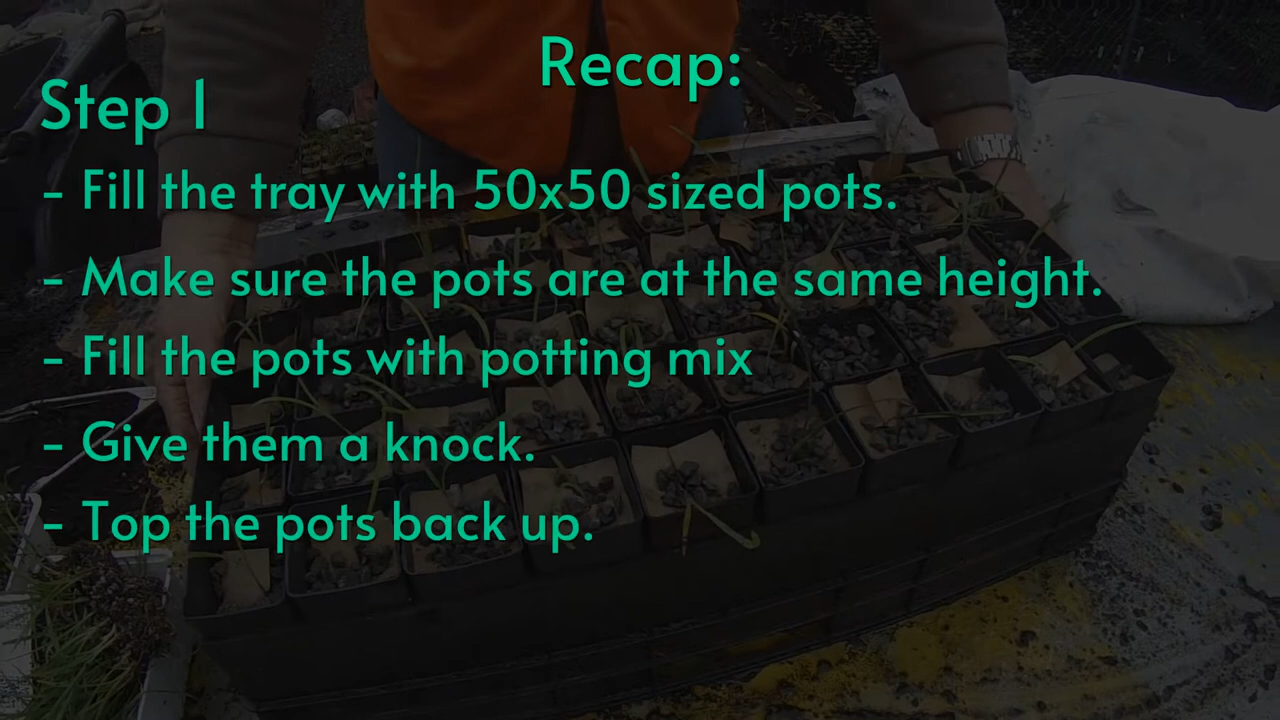 Recap:
Step 1
- Fill the tray with 50x50 sized pots.
- Make sure the pots are at the same height.
- Fill the pots with potting mix
- Give them a knock.
- Top the pots back up.